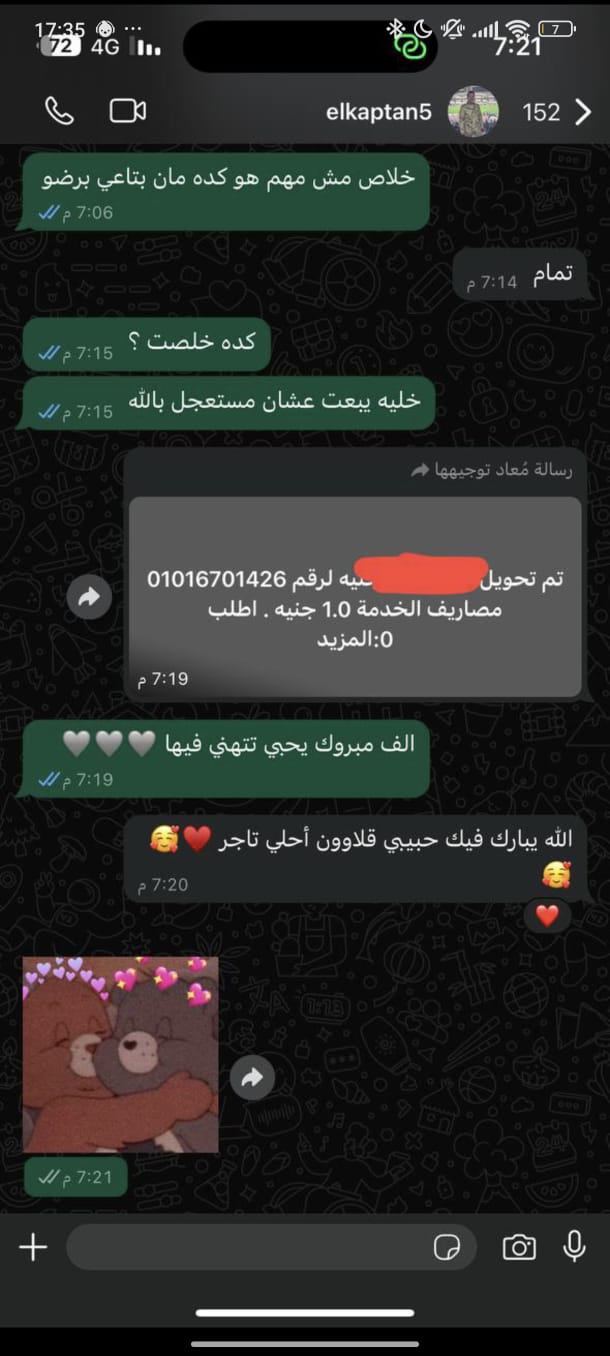 17:35
7
72 4G
7:21
elkaptan5
152
خلاص مش مهم هو كده مان بتاعي برضو
7:06 م
تمام
7:14 م
كده خلصت ؟
7:15 م
خليه يبعت عشان مستعجل بالله
7:15 م
رسالة مُعاد توجيهها
تم تحويل لرقم 01016701426
مصاريف الخدمة 1.0 جنيه . اطلب
المزيد:0
7:19 م
الف مبروك يحبي تتهني فيها 🩶🩶🩶
7:19 م
الله يبارك فيك حبيبي قلاوون أحلي تاجر ❤️🥰
🥰
7:20 م
❤️
7:21 م